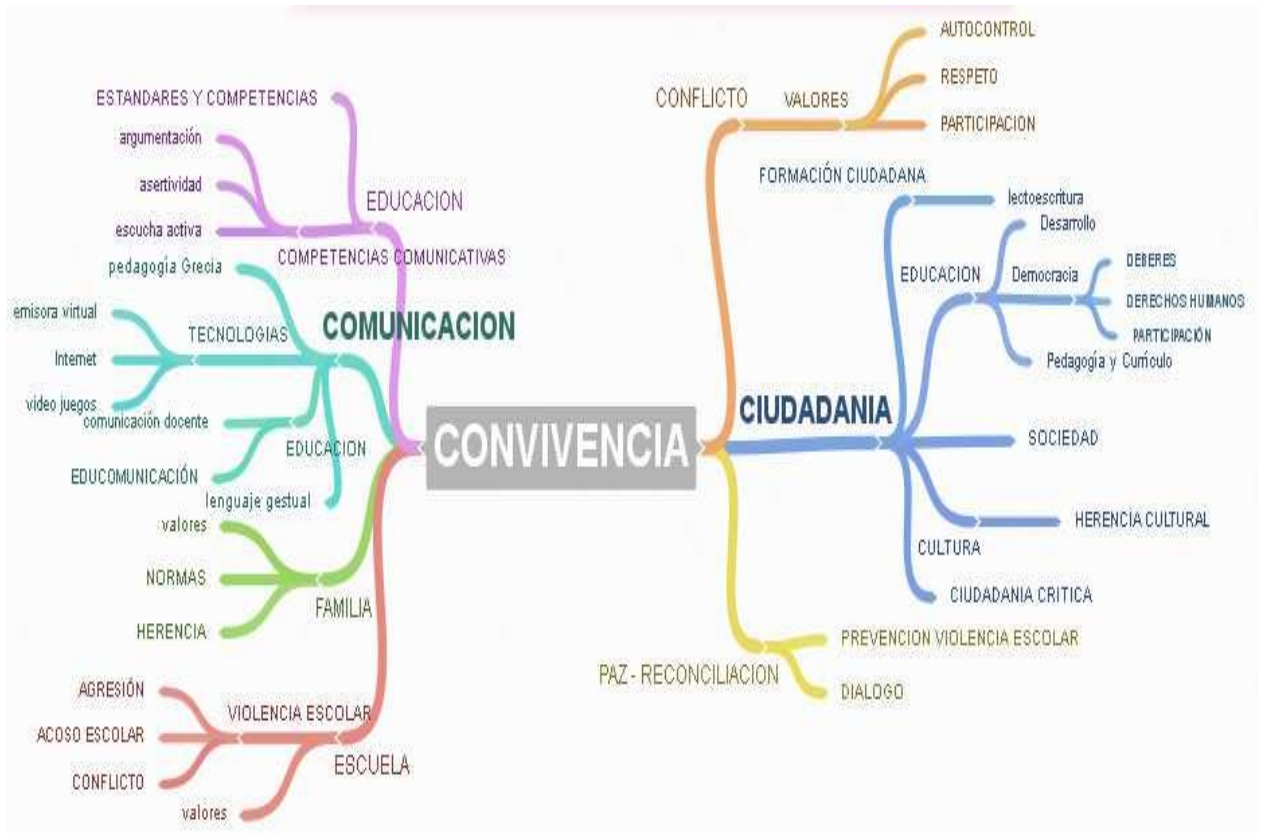 CONVIVENCIA
EDUCACION
ESTANDARES Y COMPETENCIAS
COMPETENCIAS COMUNICATIVAS
argumentación
asertividad
escucha activa
COMUNICACION
pedagogía Grecia
TECNOLOGIAS
emisora virtual
Internet
video juegos
EDUCACION
comunicación docente
EDUCOMUNICACIÓN
lenguaje gestual
FAMILIA
valores
NORMAS
HERENCIA
ESCUELA
VIOLENCIA ESCOLAR
AGRESIÓN
ACOSO ESCOLAR
CONFLICTO
valores
CONFLICTO
VALORES
AUTOCONTROL
RESPETO
PARTICIPACION
CIUDADANIA
FORMACIÓN CIUDADANA
lectoescritura
EDUCACION
Desarrollo
Democracia
DEBERES
DERECHOS HUMANOS
PARTICIPACIÓN
Pedagogía y Currículo
SOCIEDAD
CULTURA
HERENCIA CULTURAL
CIUDADANIA CRITICA
PAZ - RECONCILIACION
PREVENCION VIOLENCIA ESCOLAR
DIALOGO